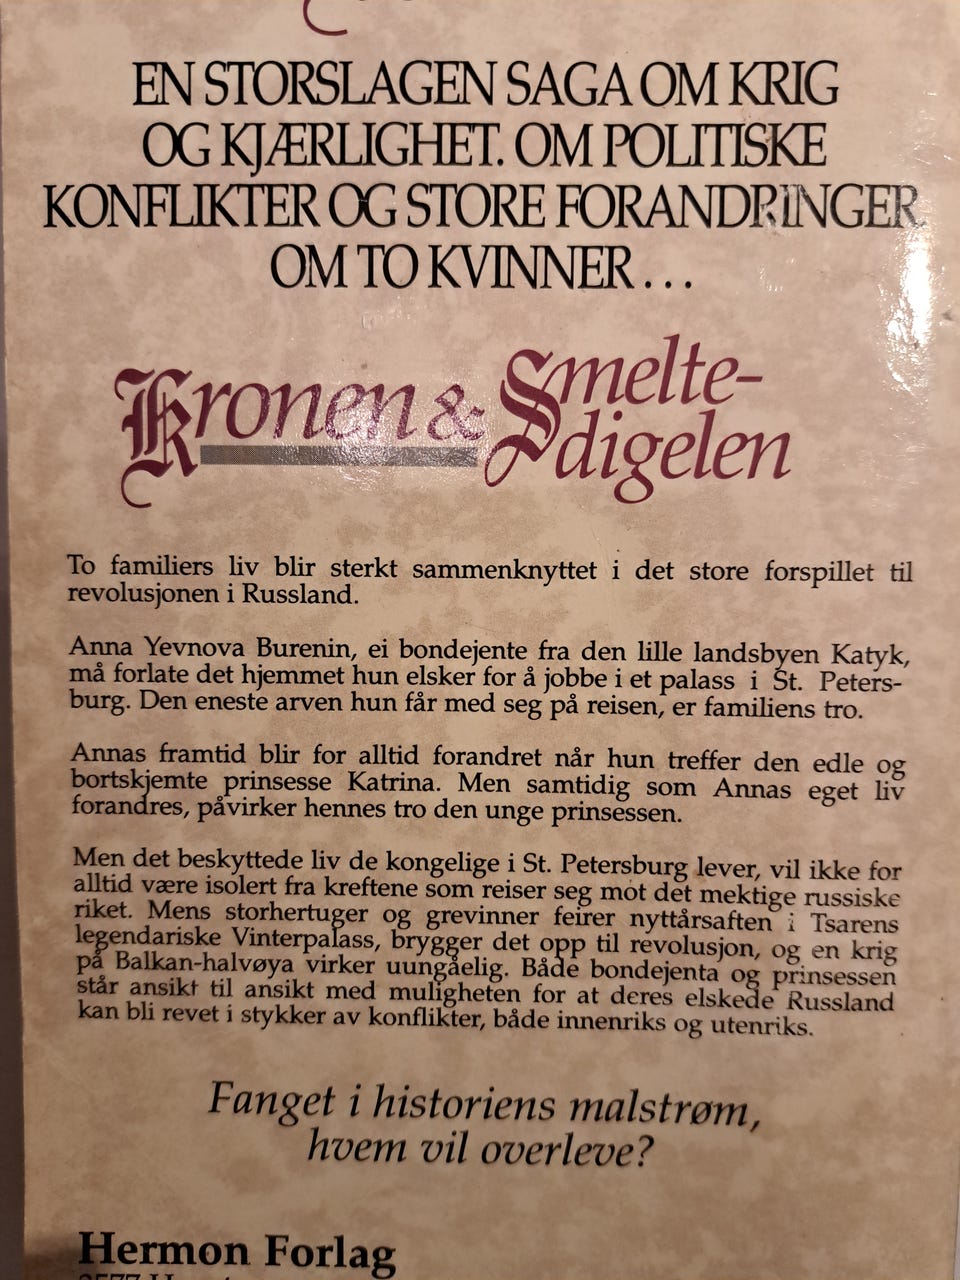 EN STORSLAGEN SAGA OM KRIG
OG KJÆRLIGHET. OM POLITISKE
KONFLIKTER OG STORE FORANDRINGER
OM TO KVINNER...
Kronen & Smelte-
digelen
To familiers liv blir sterkt sammenknyttet i det store forspillet til
revolusjonen i Russland.
Anna Yevnova Burenin, ei bondejente fra den lille landsbyen Katyk,
må forlate det hjemmet hun elsker for å jobbe i et palass i St. Peters-
burg. Den eneste arven hun får med seg på reisen, er familiens tro.
Annas framtid blir for alltid forandret når hun treffer den edle og
bortskjemte prinsesse Katrina. Men samtidig som Annas eget liv
forandres, påvirker hennes tro den unge prinsessen.
Men det beskyttede liv de kongelige i St. Petersburg lever, vil ikke for
alltid være isolert fra kreftene som reiser seg mot det mektige russiske
riket. Mens storhertuger og grevinner feirer nyttårsaften i Tsarens
legendariske Vinterpalass, brygger det opp til revolusjon, og en krig
på Balkan-halvøya virker uungåelig. Både bondejenta og prinsessen
står ansikt til ansikt med muligheten for at deres elskede Russland
kan bli revet i stykker av konflikter, både innenriks og utenriks.
Fanget i historiens malstrøm,
hvem vil overleve?
Hermon Forlag